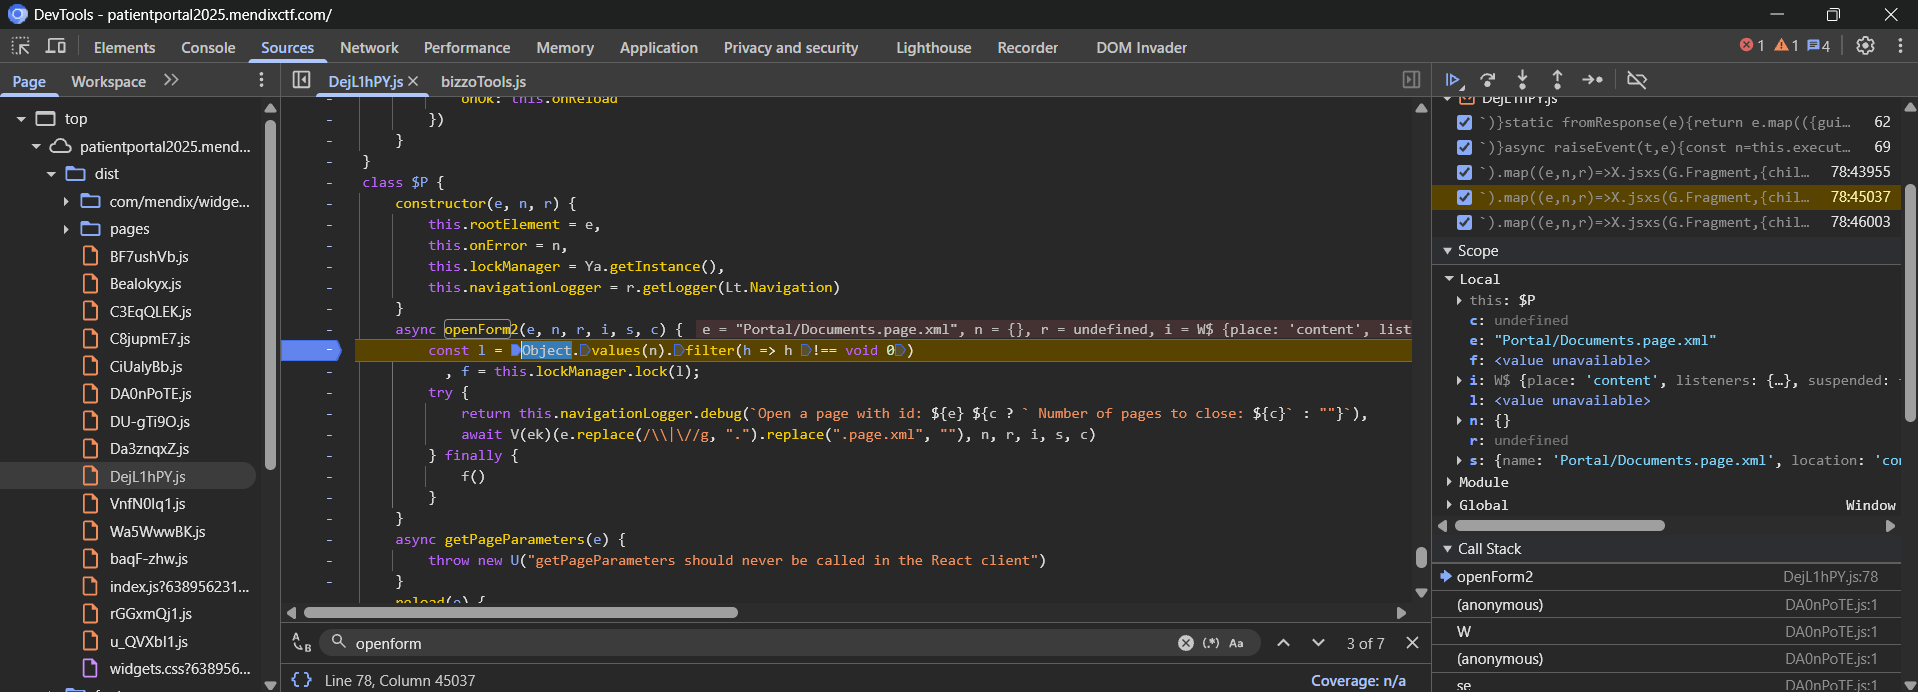 DevTools - patientportal2025.mendixctf.com/
Elements Console Sources Network Performance Memory Application Privacy and security Lighthouse Recorder DOM Invader 1 1 4
Page Workspace DejL1hPY.js bizzoTools.js
top
patientportal2025.mend...
dist
com/mendix/widge...
pages
BF7ushVb.js
Bealokyx.js
C3EqQLEK.js
C8jupmE7.js
CiUalyBb.js
DA0nPoTE.js
DU-gTi9O.js
Da3znqxZ.js
DejL1hPY.js
VnfN0Iq1.js
Wa5WwwBK.js
baqF-zhw.js
index.js?638956231...
rGGxmQj1.js
u_QVXbI1.js
widgets.css?638956...
onOk: this.onReload
})
}
}
class $P {
constructor(e, n, r) {
this.rootElement = e,
this.onError = n,
this.lockManager = Ya.getInstance(),
this.navigationLogger = r.getLogger(Lt.Navigation)
}
async openForm2(e, n, r, i, s, c) { e = "Portal/Documents.page.xml", n = {}, r = undefined, i = W$ {place: 'content', list
const l = Object.values(n).filter(h => h !== void 0)
, f = this.lockManager.lock(l);
try {
return this.navigationLogger.debug(`Open a page with id: ${e} ${c ? ` Number of pages to close: ${c}` : ""}`),
await V(ek)(e.replace(/\\|\//g, ".").replace(".page.xml", ""), n, r, i, s, c)
} finally {
f()
}
}
async getPageParameters(e) {
throw new U("getPageParameters should never be called in the React client")
}
reload(e) {
openform
Aa 3 of 7
{} Line 78, Column 45037 Coverage: n/a
DejL1hPY.js
`)}static fromResponse(e){return e.map(({gui… 62
`)}async raiseEvent(t,e){const n=this.execut… 69
`).map((e,n,r)=>X.jsxs(G.Fragment,{chil… 78:43955
`).map((e,n,r)=>X.jsxs(G.Fragment,{chil… 78:45037
`).map((e,n,r)=>X.jsxs(G.Fragment,{chil… 78:46003
Scope
Local
this: $P
c: undefined
e: "Portal/Documents.page.xml"
f: <value unavailable>
i: W$ {place: 'content', listeners: {…}, suspended:
l: <value unavailable>
n: {}
r: undefined
s: {name: 'Portal/Documents.page.xml', location: 'co
Module
Global Window
Call Stack
openForm2 DejL1hPY.js:78
(anonymous) DA0nPoTE.js:1
W DA0nPoTE.js:1
(anonymous) DA0nPoTE.js:1
se DA0nPoTE.js:1